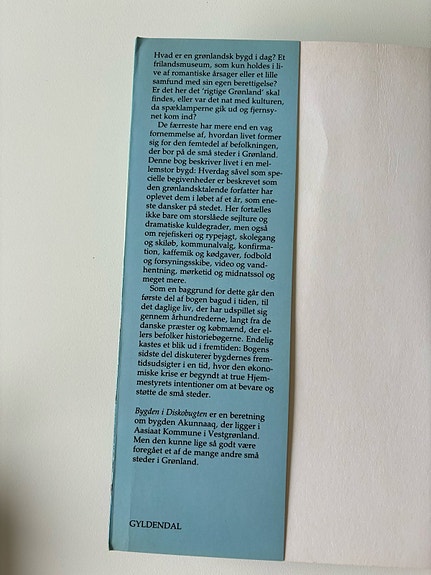 Hvad er en grønlandsk bygd i dag? Et
frilandsmuseum, som kun holdes i li-
ve af romantiske årsager eller et lille
samfund med sin egen berettigelse?
Er det her det 'rigtige Grønland' skal
findes, eller var det nat med kulturen,
da spæklamperne gik ud og fjernsy-
net kom ind?
De færreste har mere end en vag
fornemmelse af, hvordan livet former
sig for den femtedel af befolkningen,
der bor på de små steder i Grønland.
Denne bog beskriver livet i en mel-
lemstor bygd: Hverdag såvel som spe-
cielle begivenheder er beskrevet som
den grønlandsktalende forfatter har
oplevet dem i løbet af et år, som ene-
ste dansker på stedet. Her fortælles
ikke bare om storslåede sejlture og
dramatiske kuldegrader, men også
om rejefiskeri og rypejagt, skolegang
og skiløb, kommunalvalg, konfirma-
tion, kaffemik og kødgaver, fodbold
og forsyningsskibe, video og vand-
hentning, mørketid og midnatssol og
meget mere.
Som en baggrund for dette går den
første del af bogen bagud i tiden, til
det daglige liv, der har udspillet sig
gennem århundrederne, langt fra de
danske præster og købmænd, der el-
lers befolker historiebøgerne. Endelig
kastes et blik ud i fremtiden: Bogens
sidste del diskuterer bygdernes frem-
tidsudsigter i en tid, hvor den økono-
miske krise er begyndt at true Hjem-
mestyrets intentioner om at bevare og
støtte de små steder.
Bygden i Diskobugten er en beretning
om bygden Akunnaaq, der ligger i
Aasiaat Kommune i Vestgrønland.
Men den kunne lige så godt være
foregået et af de mange andre små
steder i Grønland.
GYLDENDAL